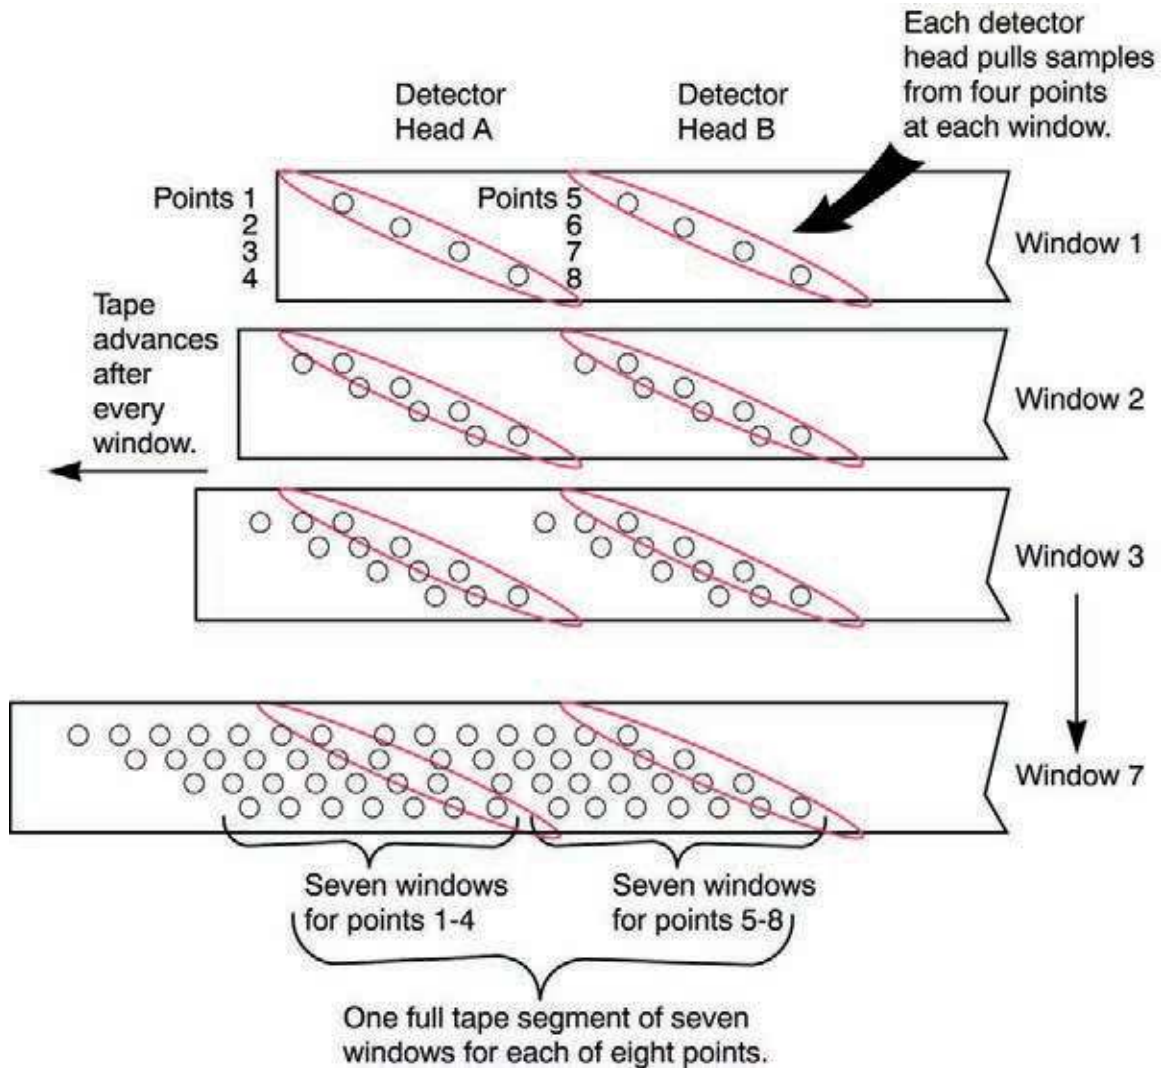 Each detector
head pulls samples
from four points
at each window.
Detector
Head A
Detector
Head B
Points 1
2
3
4
Points 5
6
7
8
Window 1
Tape
advances
after
every
window.
Window 2
Window 3
Window 7
Seven windows
for points 1-4
Seven windows
for points 5-8
One full tape segment of seven
windows for each of eight points.